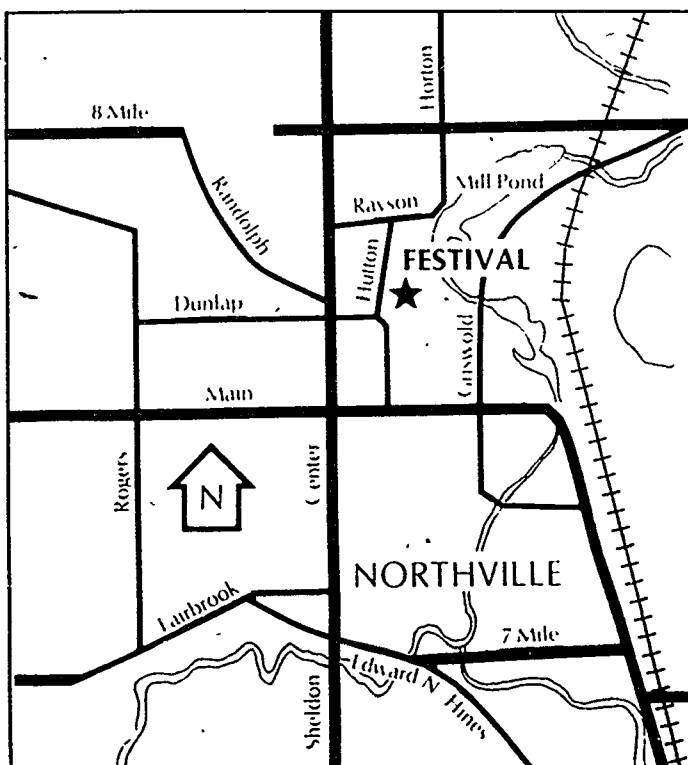 Horton
8 Mile
Mill Pond
Randolph
Rayson
FESTIVAL
Hutton
Dunlap
Griswold
Main
Rogers
Center
N
NORTHVILLE
Fairbrook
7 Mile
Edward N Hines
Sheldon